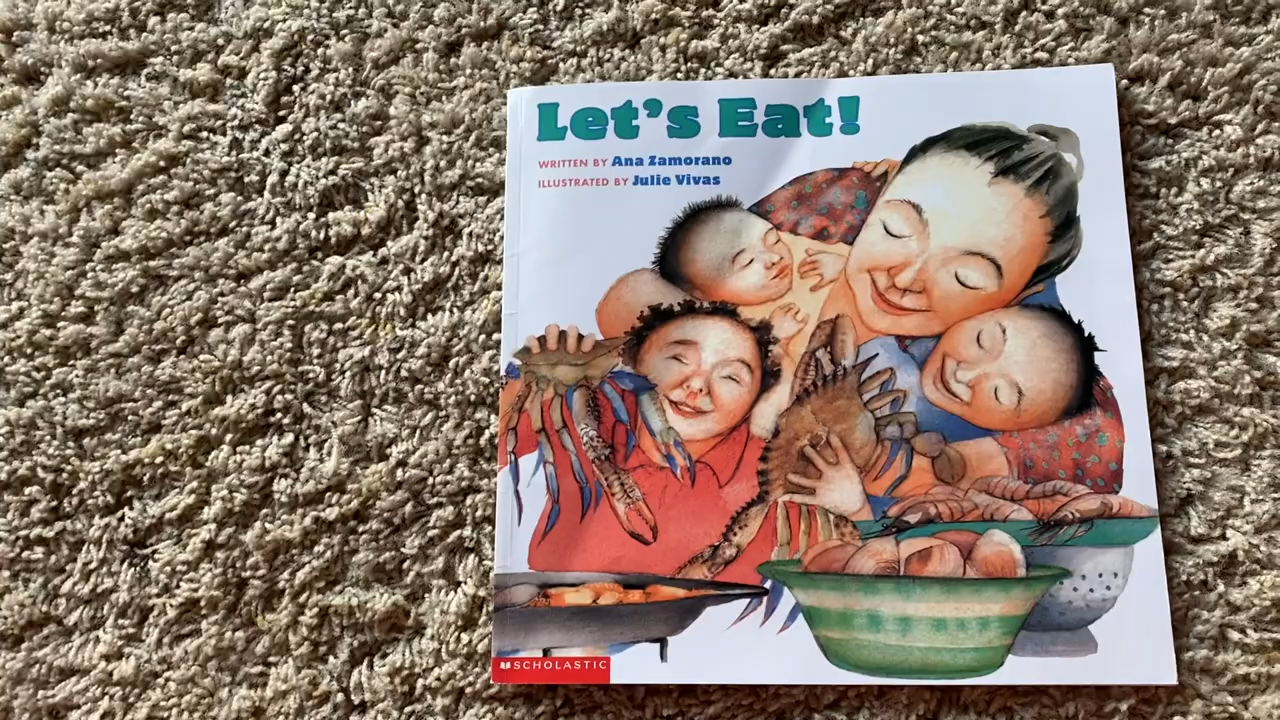 Let's Eat!
WRITTEN BY Ana Zamorano
ILLUSTRATED BY Julie Vivas
SCHOLASTIC